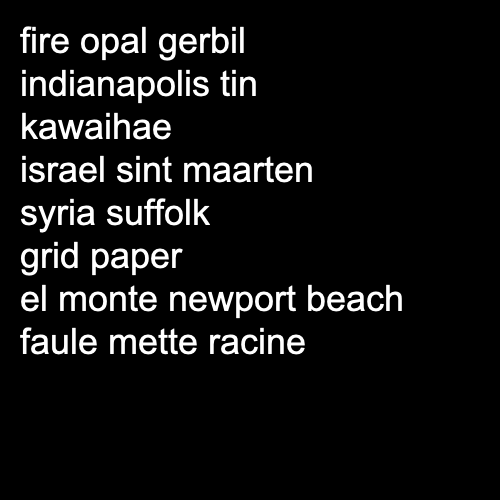 fire opal gerbil
indianapolis tin
kawaihae
israel sint maarten
syria suffolk
grid paper
el monte newport beach
faule mette racine